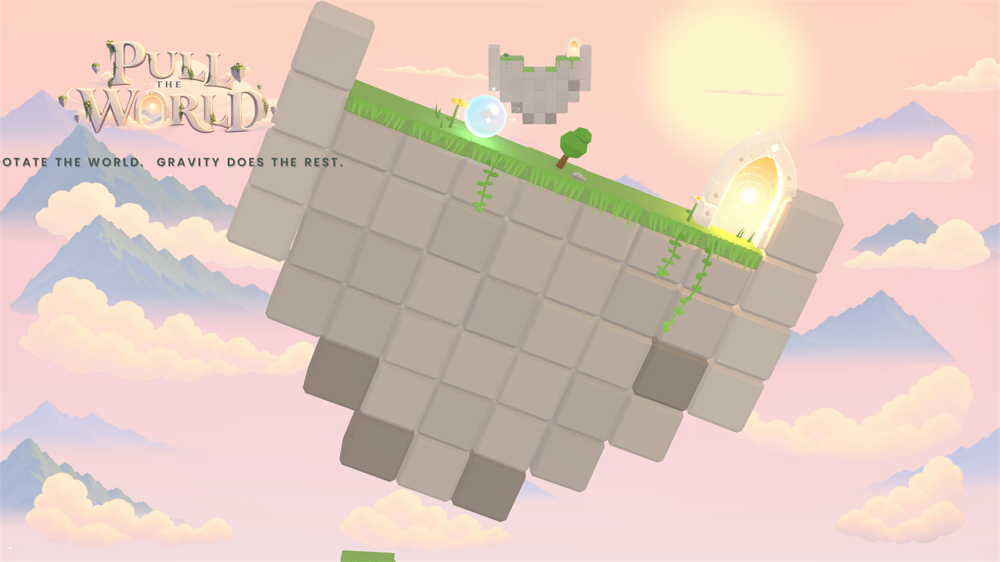 PULL
THE
WORLD
OTATE THE WORLD. GRAVITY DOES THE REST.